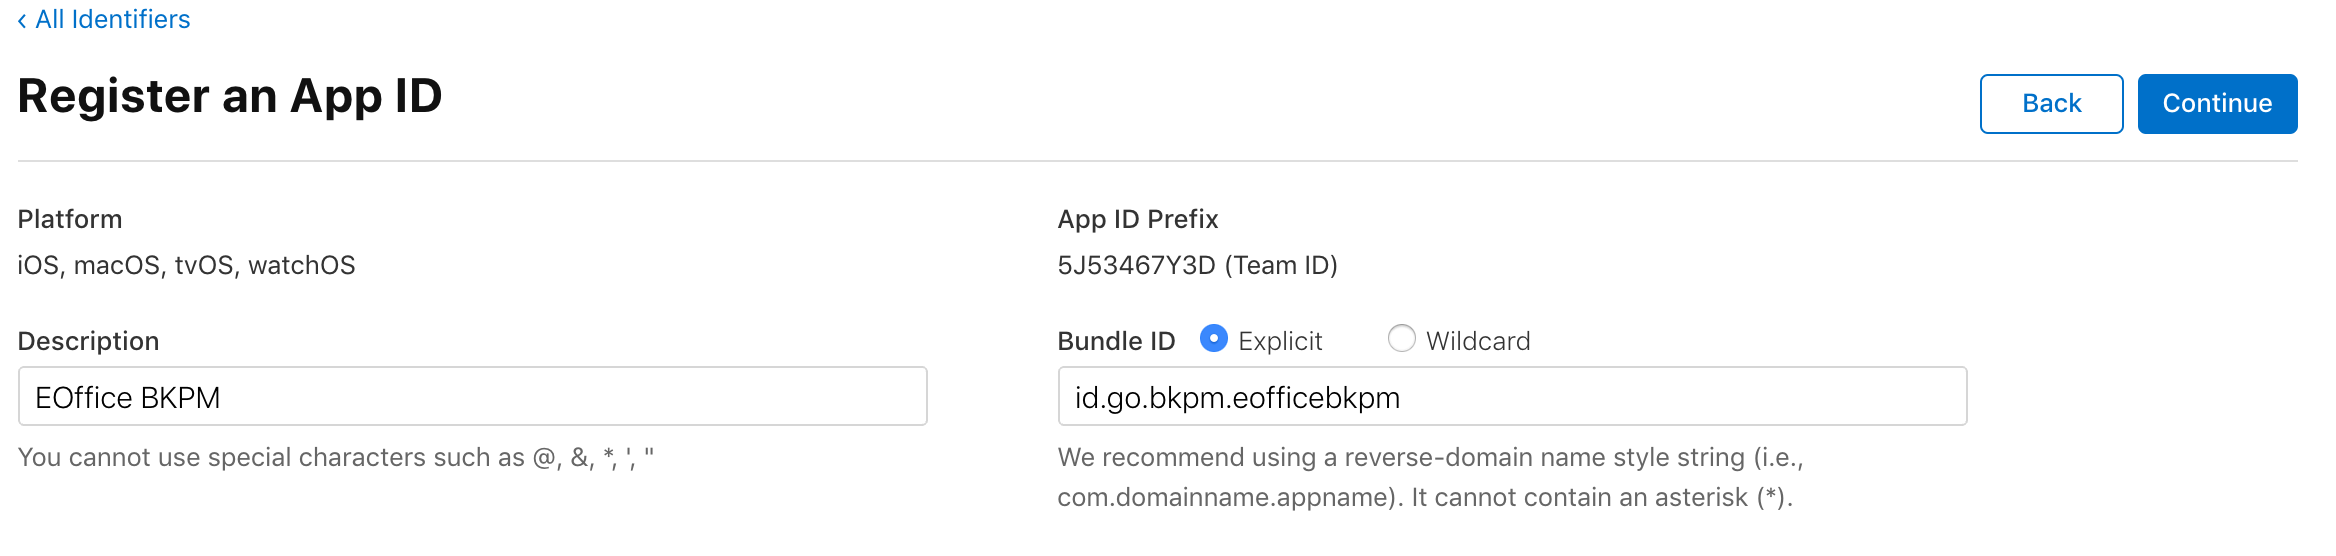 ‹ All Identifiers
Register an App ID
Back
Continue
Platform
iOS, macOS, tvOS, watchOS
App ID Prefix
5J53467Y3D (Team ID)
Description
EOffice BKPM
You cannot use special characters such as @, &, *, ', "
Bundle ID Explicit Wildcard
id.go.bkpm.eofficebkpm
We recommend using a reverse-domain name style string (i.e.,
com.domainname.appname). It cannot contain an asterisk (*).